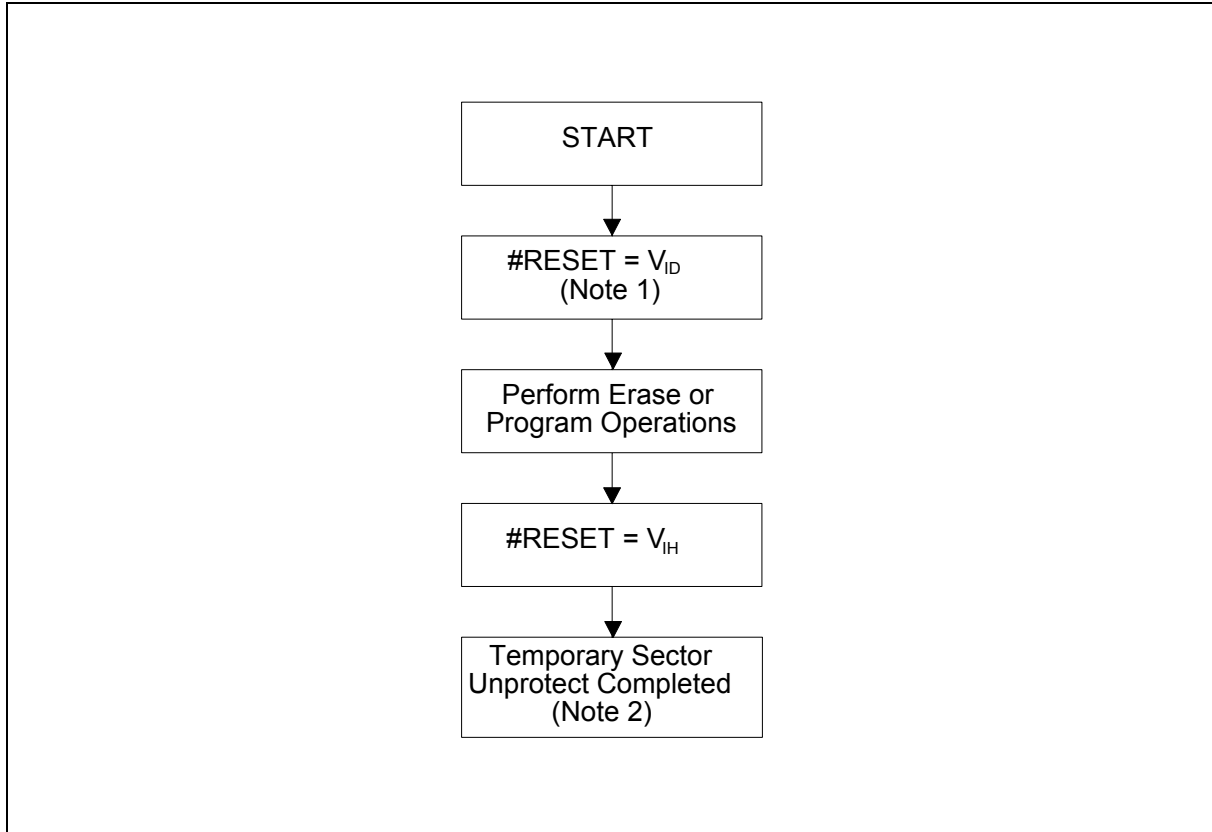 START
#RESET = VID
(Note 1)
Perform Erase or
Program Operations
#RESET = VIH
Temporary Sector
Unprotect Completed
(Note 2)